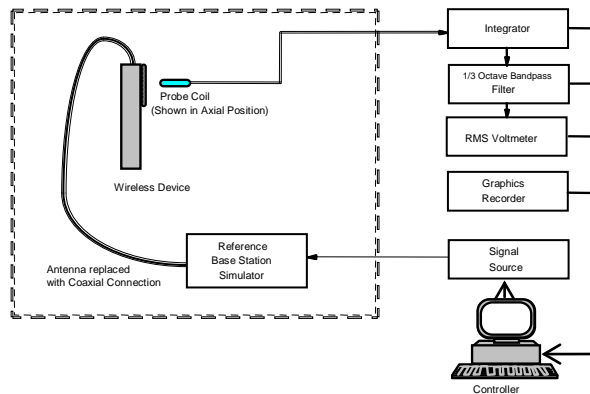 Integrator
1/3 Octave Bandpass
Filter
RMS Voltmeter
Graphics
Recorder
Probe Coil
(Shown in Axial Position)
Wireless Device
Reference
Base Station
Simulator
Antenna replaced
with Coaxial Connection
Signal
Source
Controller